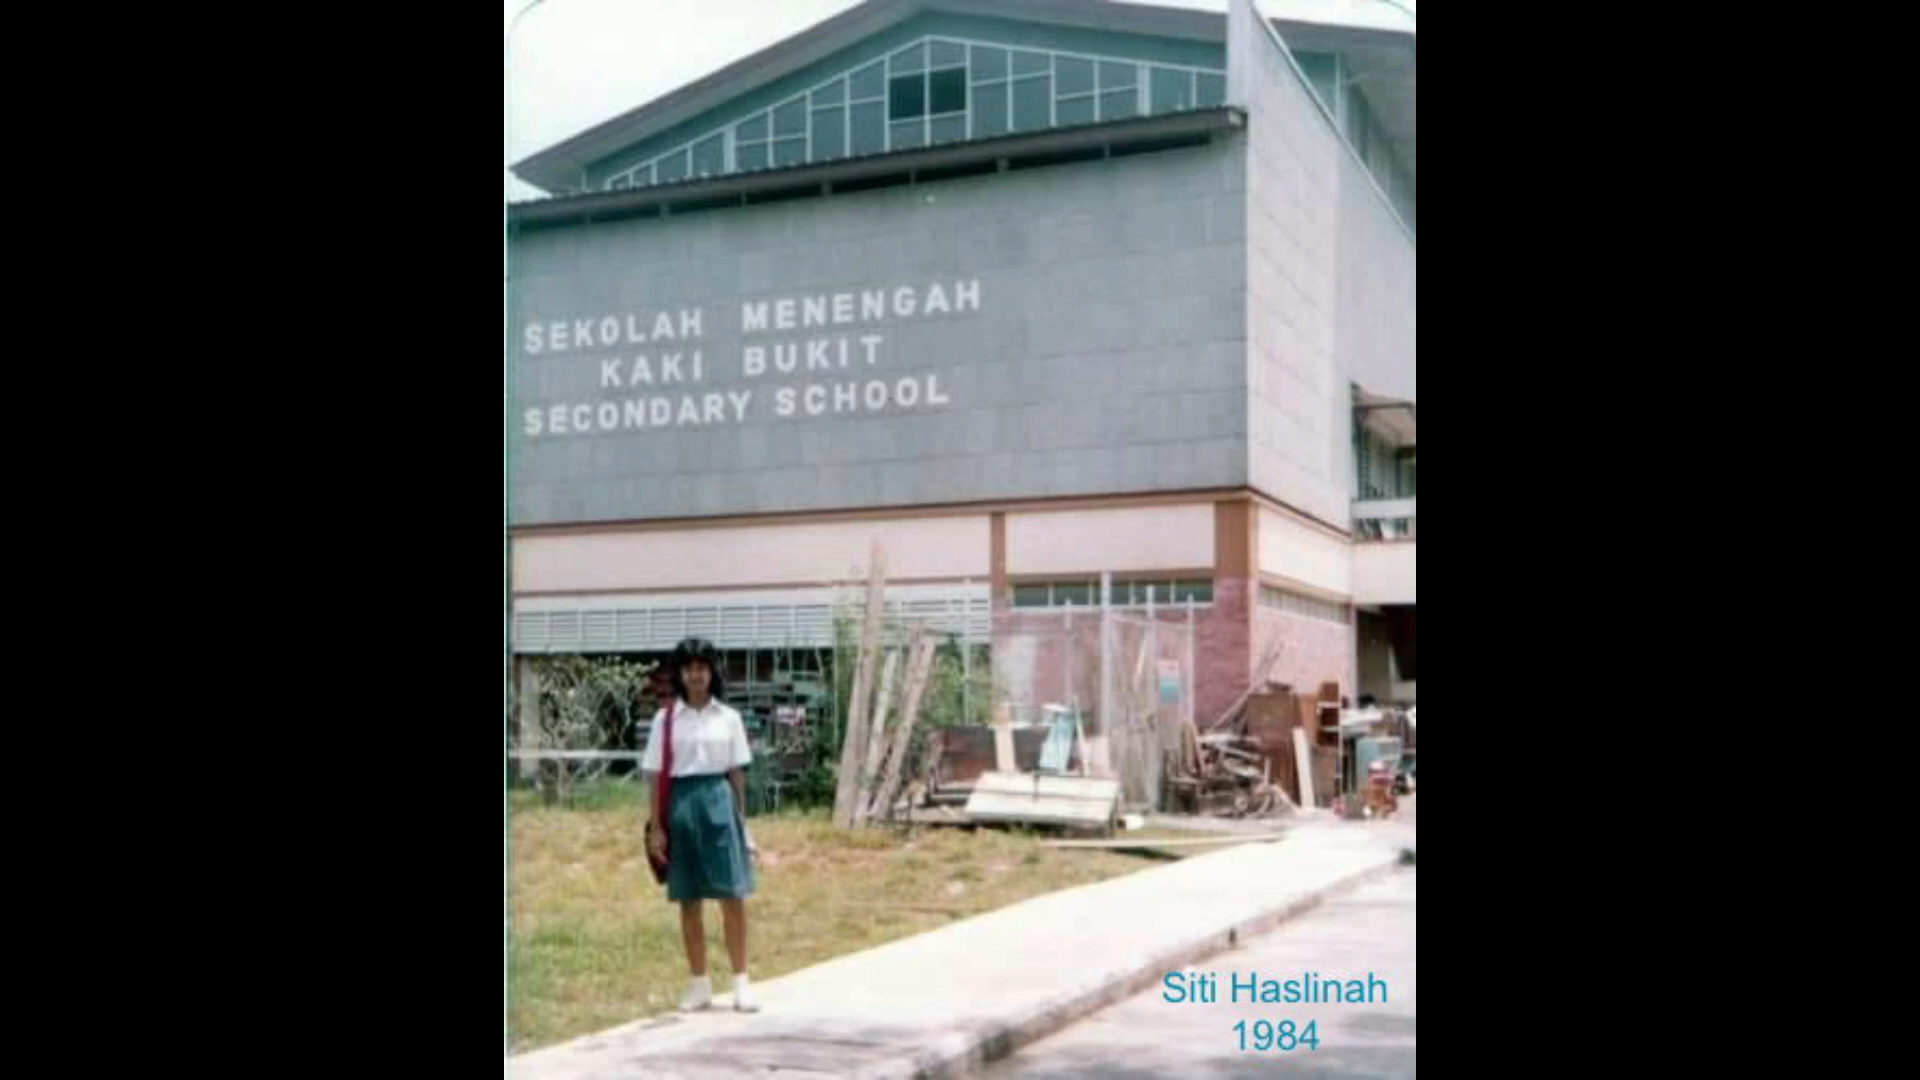 SEKOLAH MENENGAH
KAKI BUKIT
SECONDARY SCHOOL
Siti Haslinah
1984